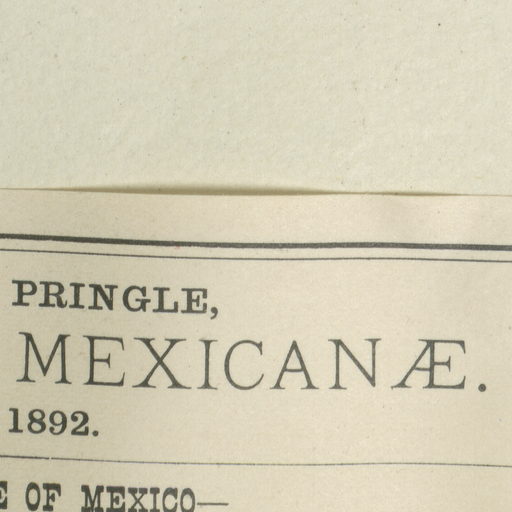 PRINGLE,
MEXICANÆ.
1892.
OF MEXICO—